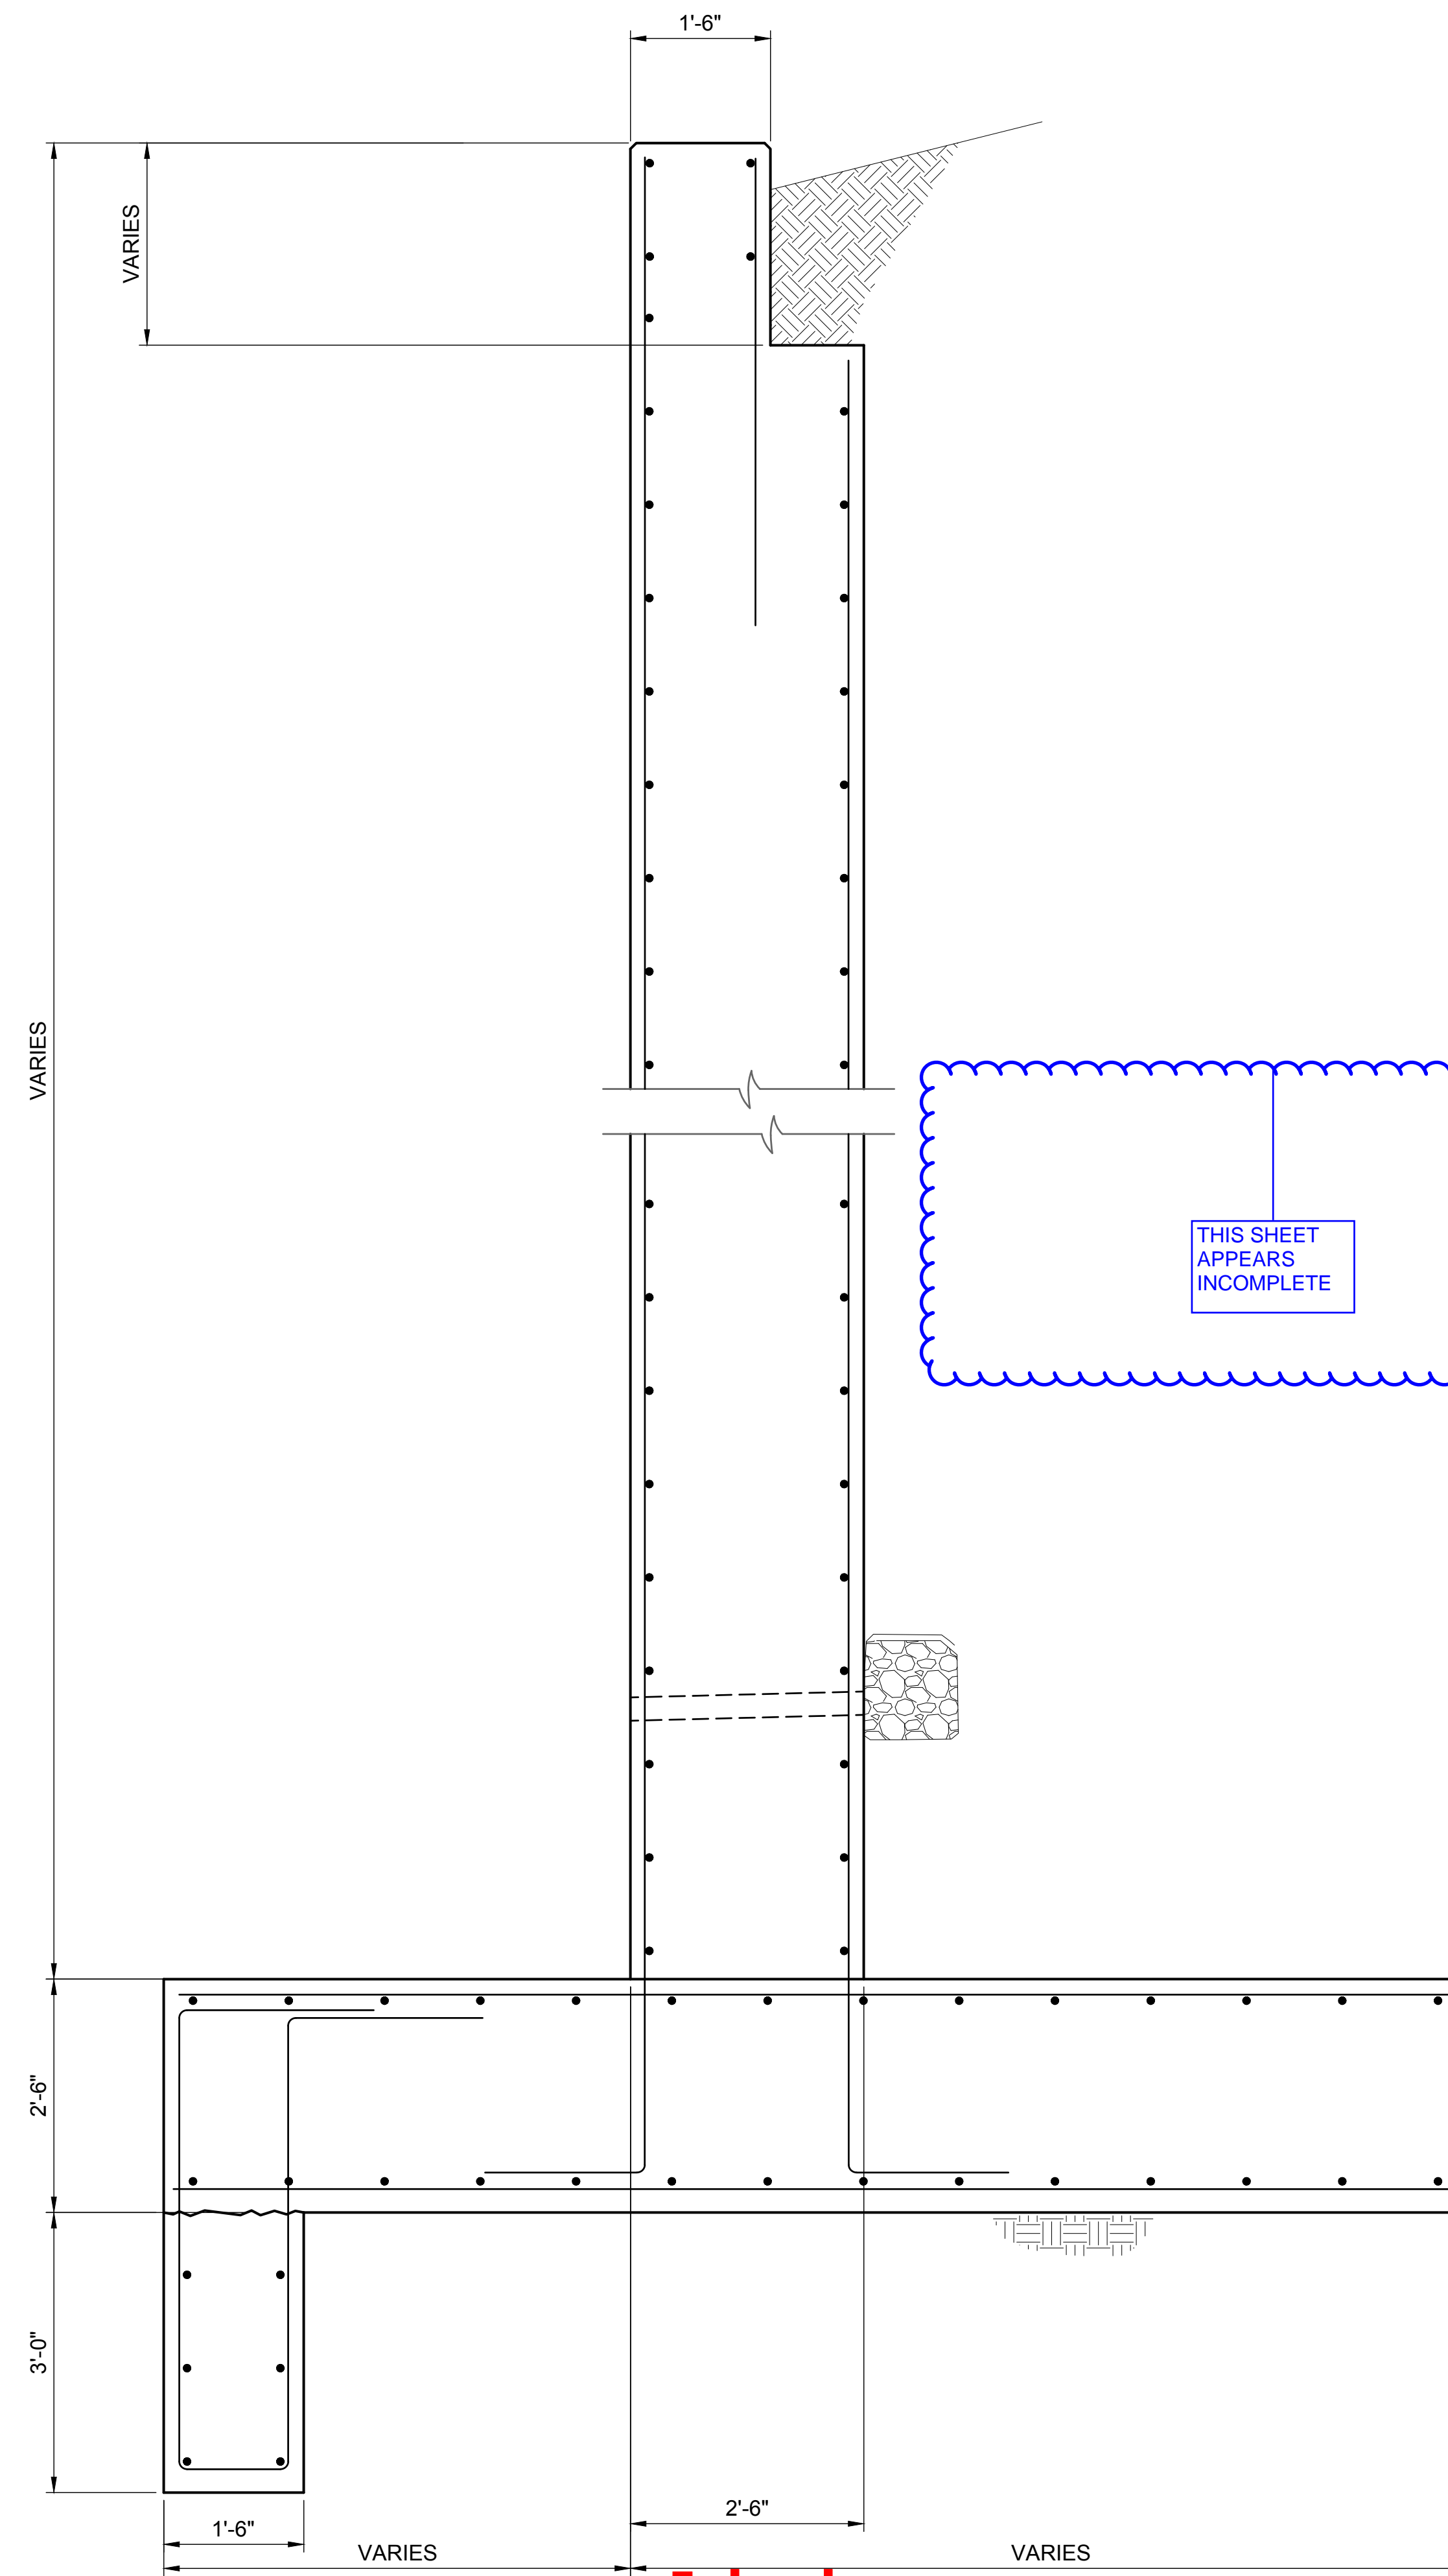 1'-6"
VARIES
VARIES
THIS SHEET
APPEARS
INCOMPLETE
2'-6"
3'-0"
1'-6"
2'-6"
VARIES
VARIES